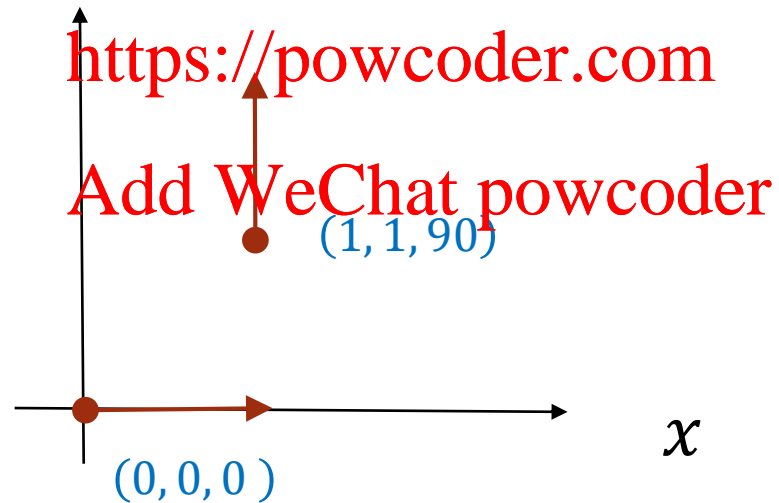 https://powcoder.com
Add WeChat powcoder
(1, 1, 90)
x
(0, 0, 0 )